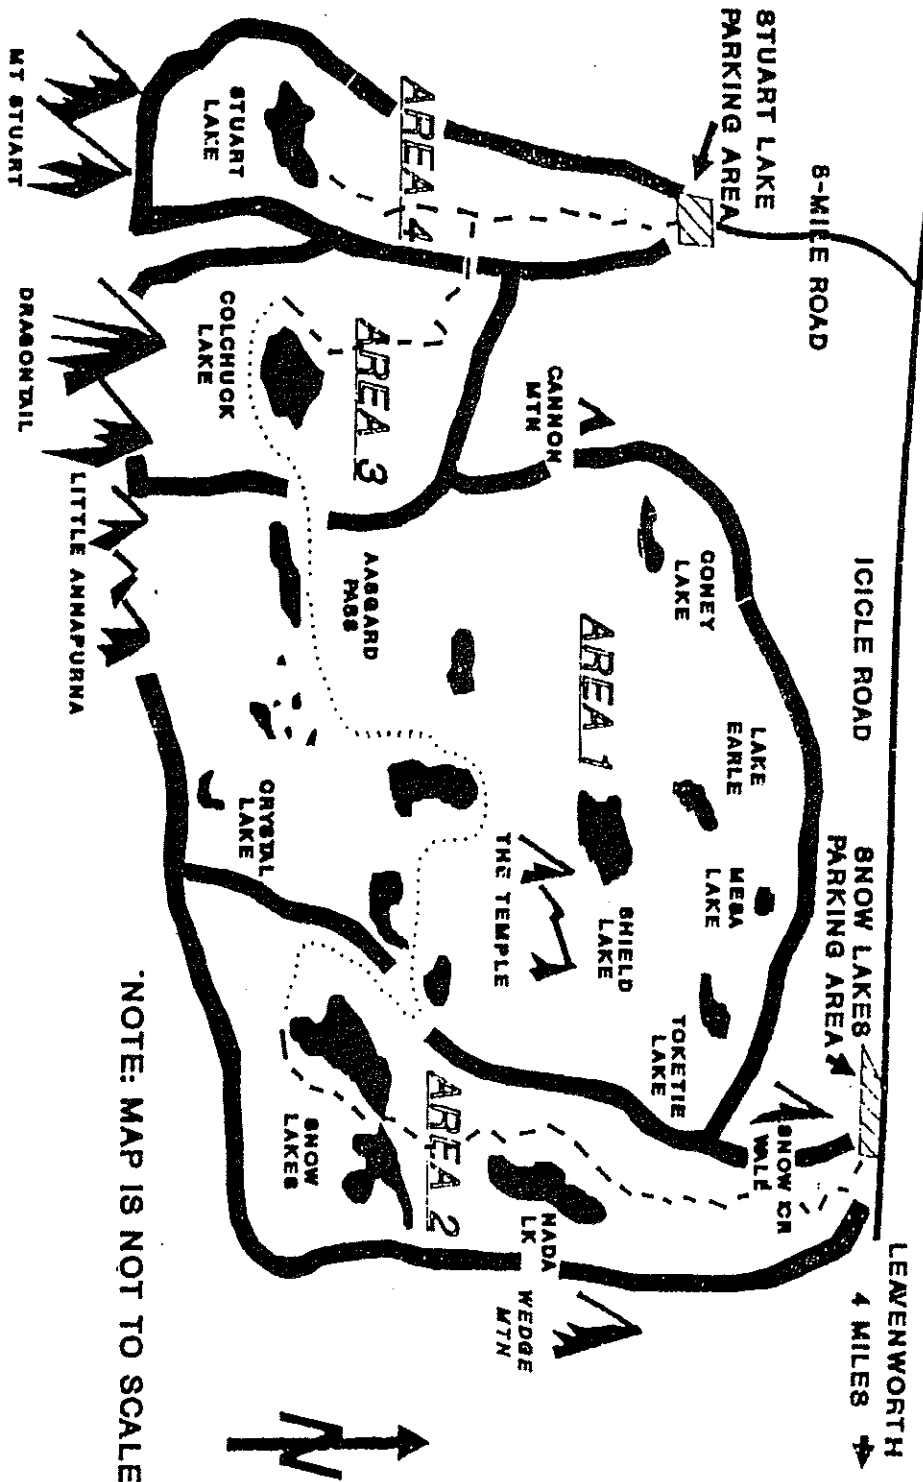 STUART LAKE
PARKING AREA
8-MILE ROAD
ICICLE ROAD
SNOW LAKES
PARKING AREA
LEAVENWORTH
4 MILES
AREA 4
STUART
LAKE
MT STUART
AREA 3
COLCHUCK
LAKE
DRAGONTAIL
CANNON
MTN
AASGARD
PASS
LITTLE ANNAPURNA
AREA 1
CONEY
LAKE
LAKE
EARLE
MESA
LAKE
SHIELD
LAKE
THE TEMPLE
CRYSTAL
LAKE
TOKETIE
LAKE
SNOW CR
WALL
AREA 2
SNOW
LAKES
NADA
LK
WEDGE
MTN
N
*NOTE: MAP IS NOT TO SCALE